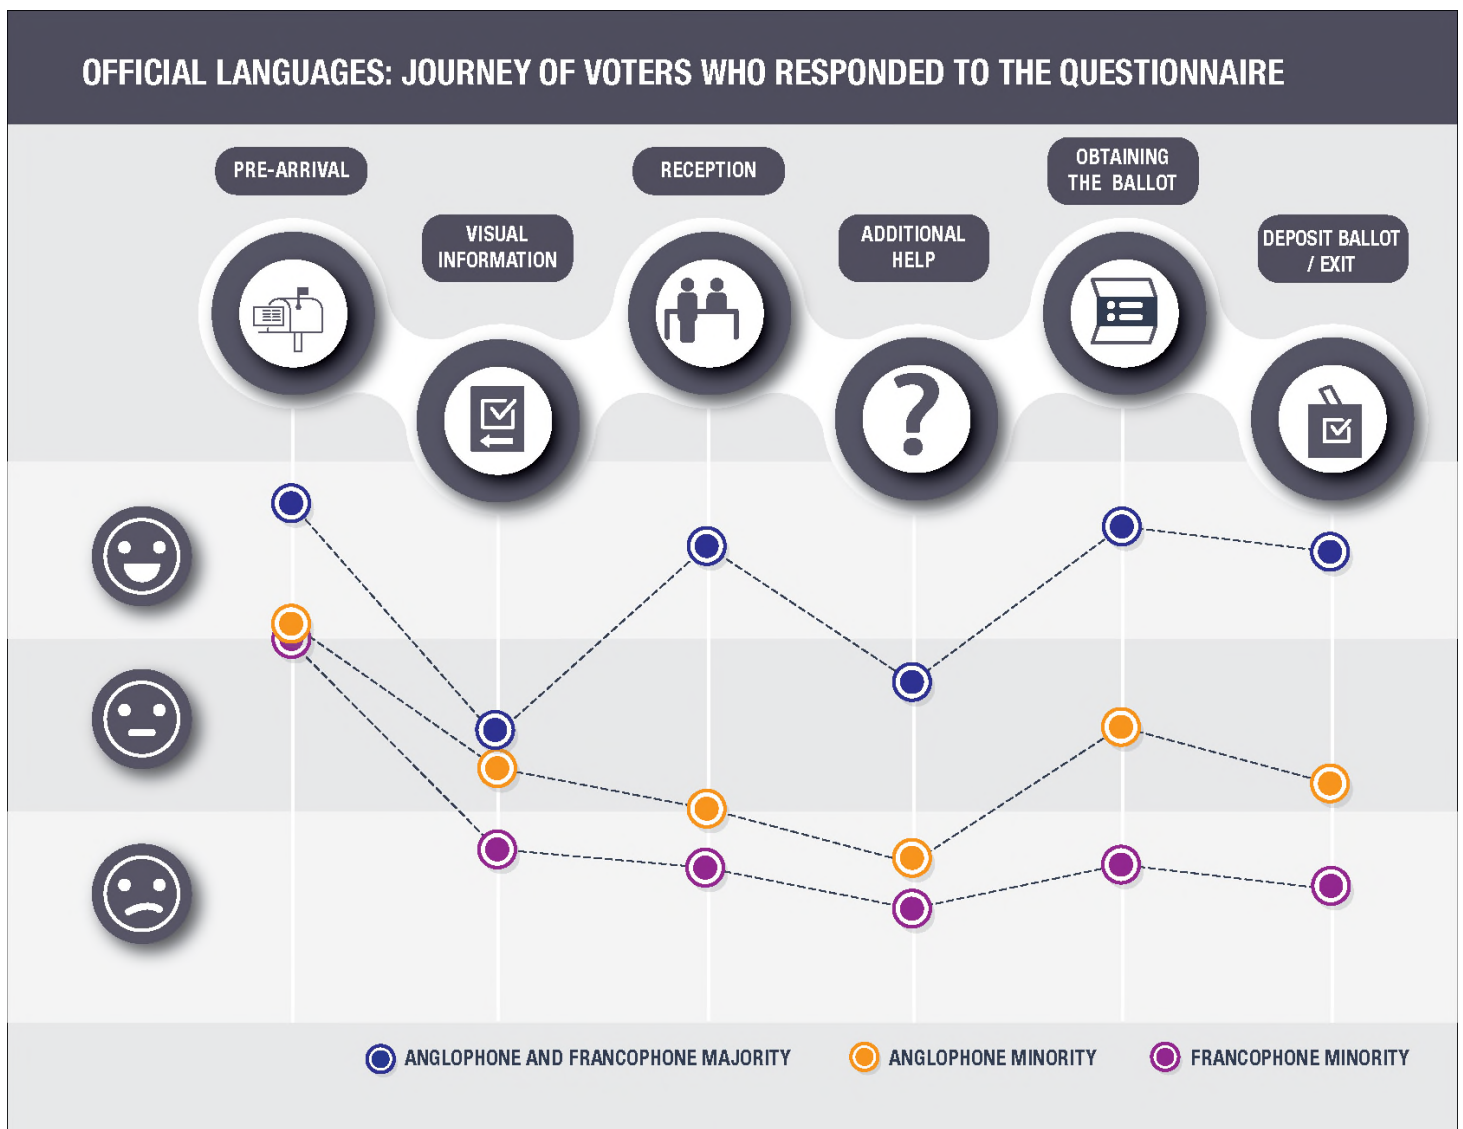 OFFICIAL LANGUAGES: JOURNEY OF VOTERS WHO RESPONDED TO THE QUESTIONNAIRE
PRE-ARRIVAL
VISUAL
INFORMATION
RECEPTION
ADDITIONAL
HELP
OBTAINING
THE BALLOT
DEPOSIT BALLOT
/ EXIT
?
ANGLOPHONE AND FRANCOPHONE MAJORITY
ANGLOPHONE MINORITY
FRANCOPHONE MINORITY